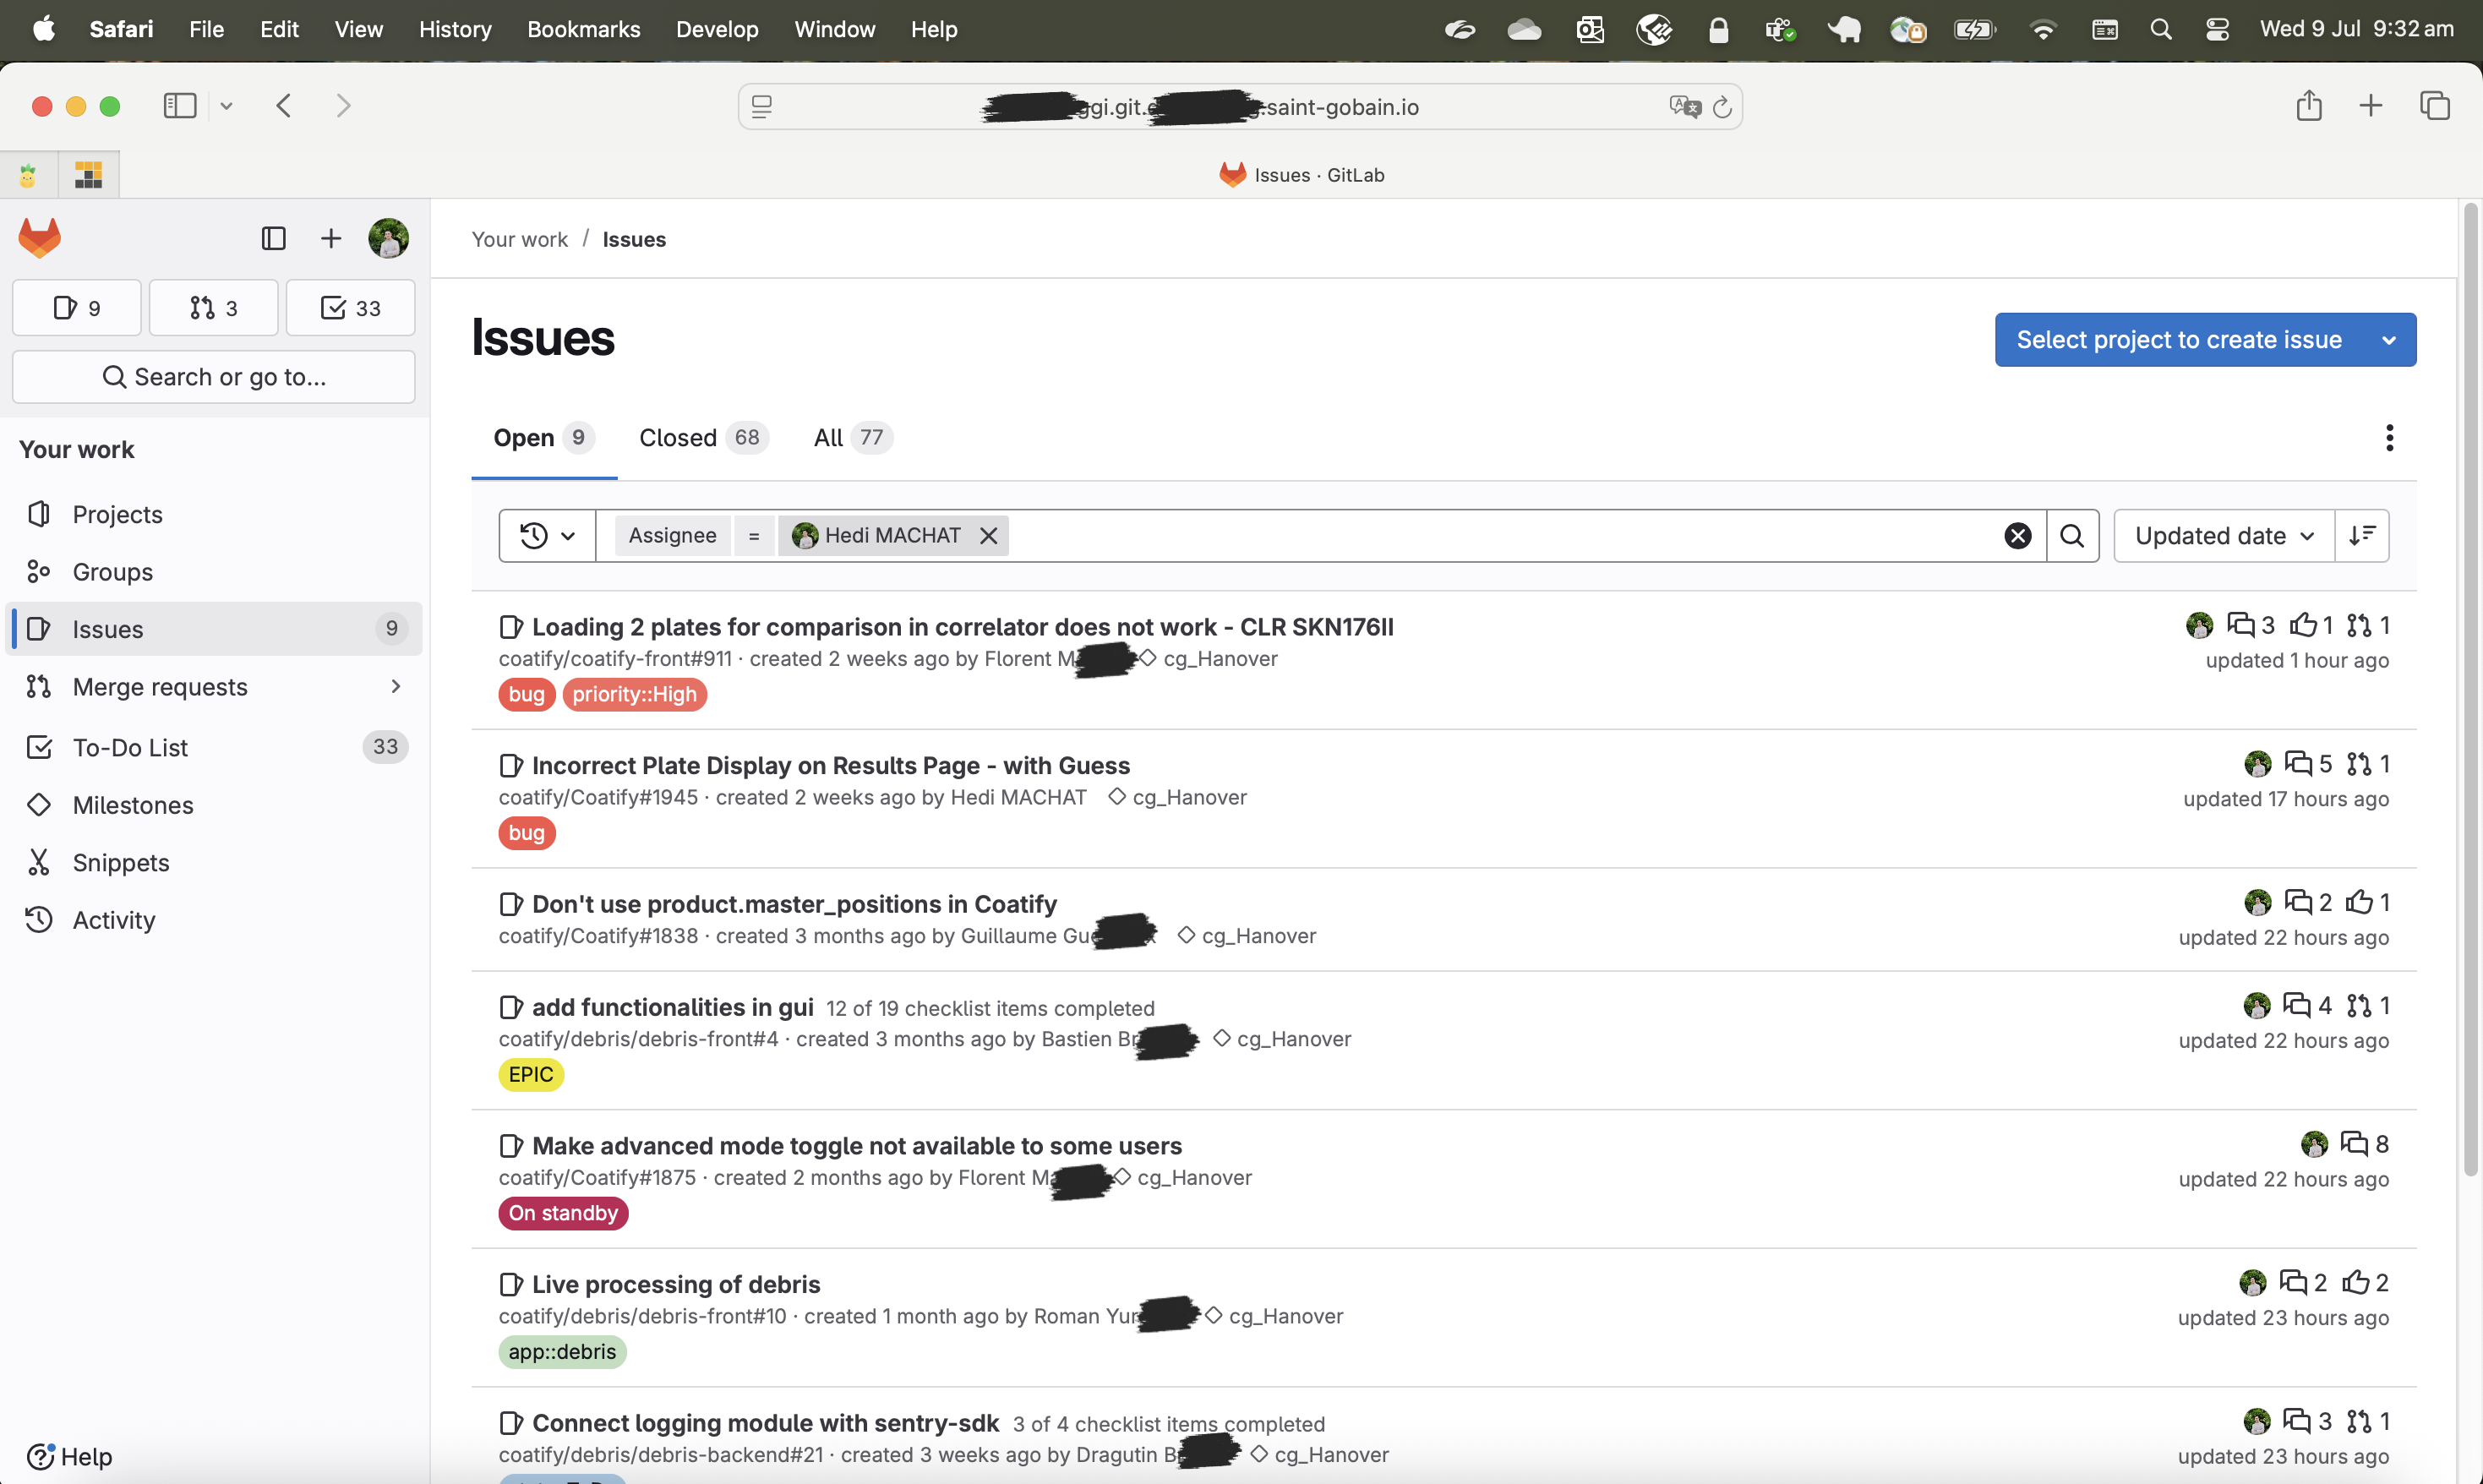 Safari File Edit View History Bookmarks Develop Window Help Wed 9 Jul 9:32 am
ggi.git. saint-gobain.io
Issues · GitLab
9 3 33
Search or go to...
Your work
Projects
Groups
Issues 9
Merge requests
To-Do List 33
Milestones
Snippets
Activity
Help
Your work / Issues
Issues
Select project to create issue
Open 9 Closed 68 All 77
Assignee = Hedi MACHAT
Updated date
Loading 2 plates for comparison in correlator does not work - CLR SKN176II 3 1 1
coatify/coatify-front#911 · created 2 weeks ago by Florent cg_Hanover updated 1 hour ago
bug priority::High
Incorrect Plate Display on Results Page - with Guess 5 1
coatify/Coatify#1945 · created 2 weeks ago by Hedi MACHAT cg_Hanover updated 17 hours ago
bug
Don't use product.master_positions in Coatify 2 1
coatify/Coatify#1838 · created 3 months ago by Guillaume cg_Hanover updated 22 hours ago
add functionalities in gui 12 of 19 checklist items completed 4 1
coatify/debris/debris-front#4 · created 3 months ago by Bastien cg_Hanover updated 22 hours ago
EPIC
Make advanced mode toggle not available to some users 8
coatify/Coatify#1875 · created 2 months ago by Florent cg_Hanover updated 22 hours ago
On standby
Live processing of debris 2 2
coatify/debris/debris-front#10 · created 1 month ago by Roman cg_Hanover updated 23 hours ago
app::debris
Connect logging module with sentry-sdk 3 of 4 checklist items completed 3 1
coatify/debris/debris-backend#21 · created 3 weeks ago by Dragutin cg_Hanover updated 23 hours ago